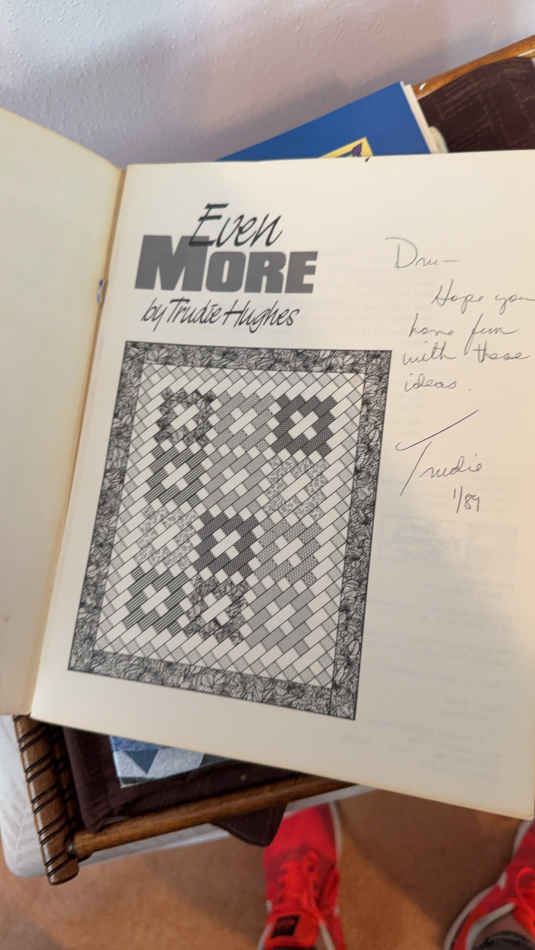 Even
MORE
by Trudie Hughes
Dru—
Hope you
have fun
with these
ideas.
Trudie
1/89